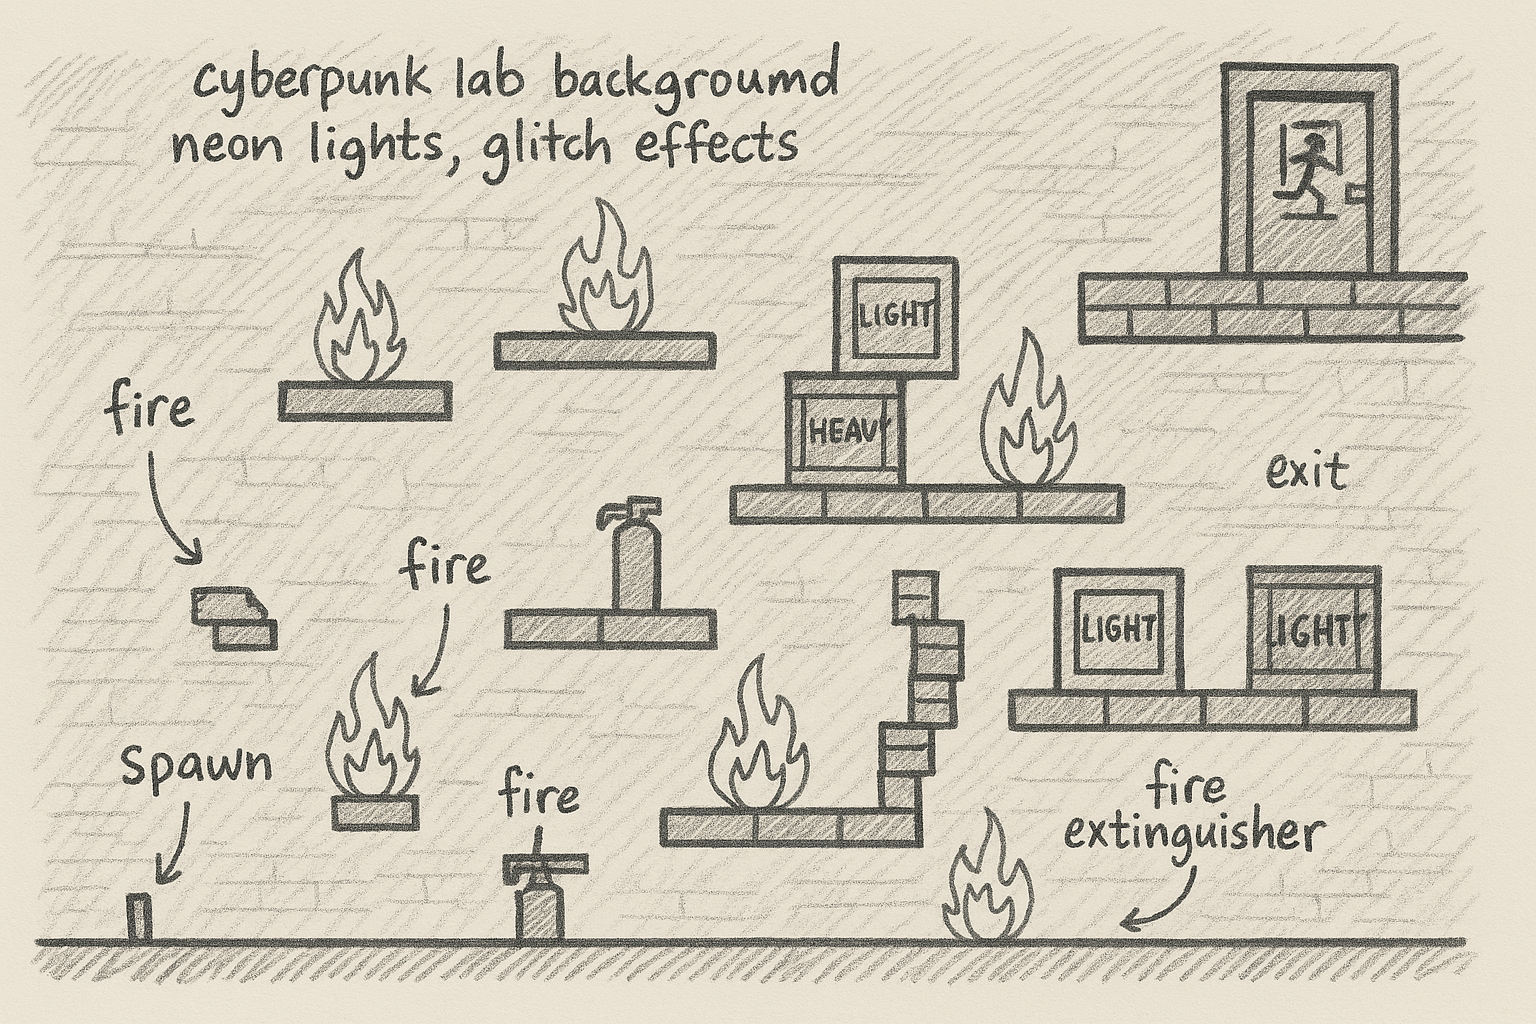 cyberpunk lab backgroumd
neon lights, glitch effects
LIGHT
fire
HEAVY
exit
fire
LIGHT
LIGHT
spawn
fire
fire
extinguisher